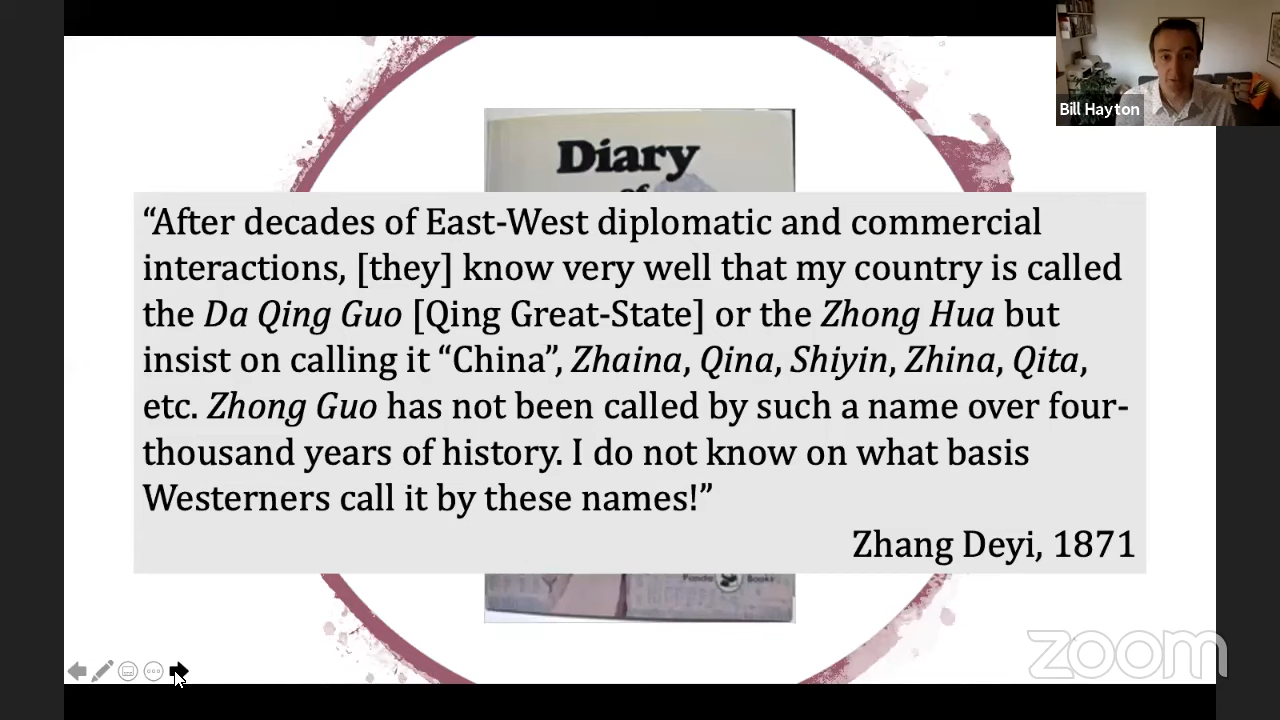 Bill Hayton
Diary
of
“After decades of East-West diplomatic and commercial
interactions, [they] know very well that my country is called
the Da Qing Guo [Qing Great-State] or the Zhong Hua but
insist on calling it “China”, Zhaina, Qina, Shiyin, Zhina, Qita,
etc. Zhong Guo has not been called by such a name over four-
thousand years of history. I do not know on what basis
Westerners call it by these names!”
Zhang Deyi, 1871
Panda Books
zoom